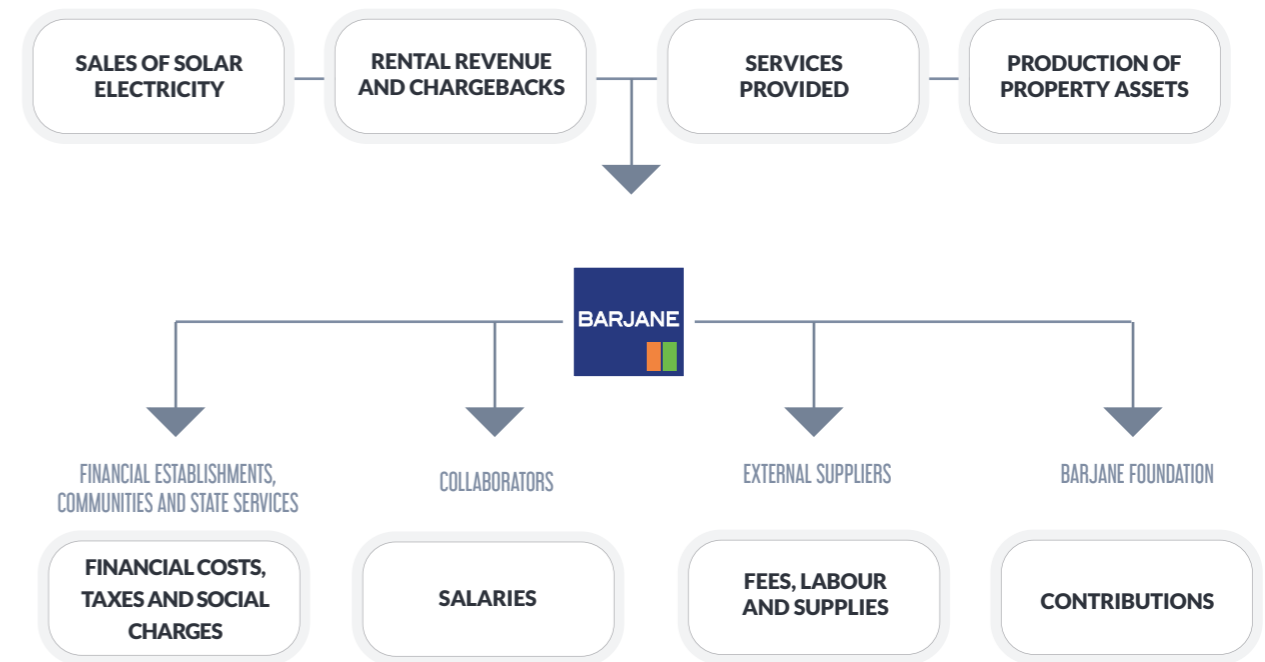 SALES OF SOLAR
ELECTRICITY
RENTAL REVENUE
AND CHARGEBACKS
SERVICES
PROVIDED
PRODUCTION OF
PROPERTY ASSETS
BARJANE
FINANCIAL ESTABLISHMENTS,
COMMUNITIES AND STATE SERVICES
COLLABORATORS
EXTERNAL SUPPLIERS
BARJANE FOUNDATION
FINANCIAL COSTS,
TAXES AND SOCIAL
CHARGES
SALARIES
FEES, LABOUR
AND SUPPLIES
CONTRIBUTIONS